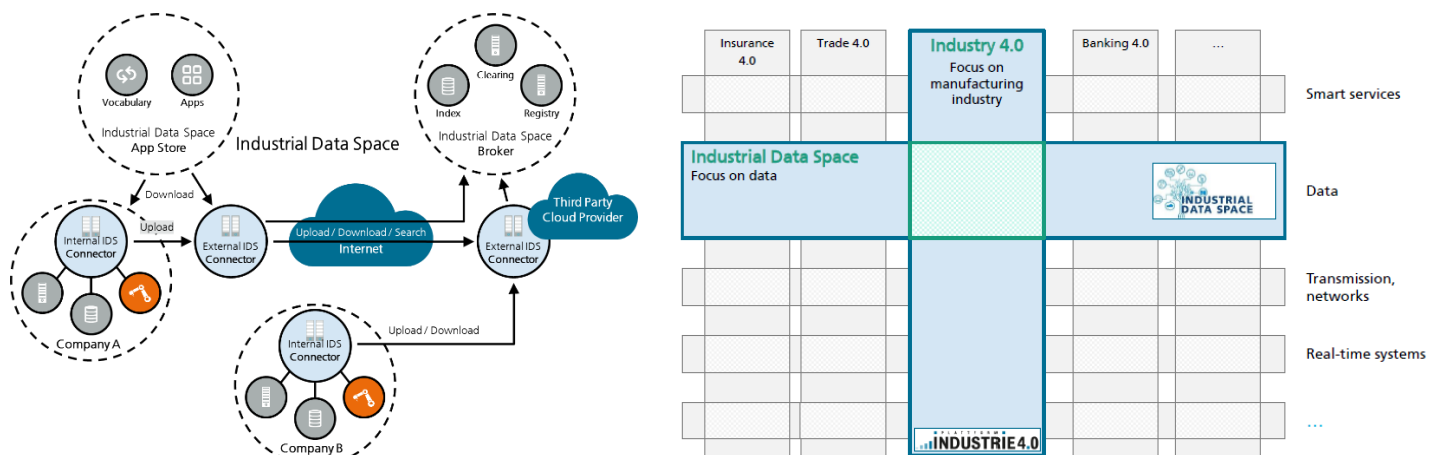 Vocabulary
Apps
Industrial Data Space
App Store
Industrial Data Space
Clearing
Index
Registry
Industrial Data Space
Broker
Download
Upload
Internal IDS
Connector
Company A
External IDS
Connector
Upload / Download / Search
Internet
Third Party
Cloud Provider
External IDS
Connector
Upload / Download
Internal IDS
Connector
Company B
Insurance
4.0
Trade 4.0
Industry 4.0
Focus on
manufacturing
industry
Banking 4.0
...
Smart services
Industrial Data Space
Focus on data
INDUSTRIAL
DATA SPACE
Data
Transmission,
networks
Real-time systems
...
PLATTFORM
INDUSTRIE4.0